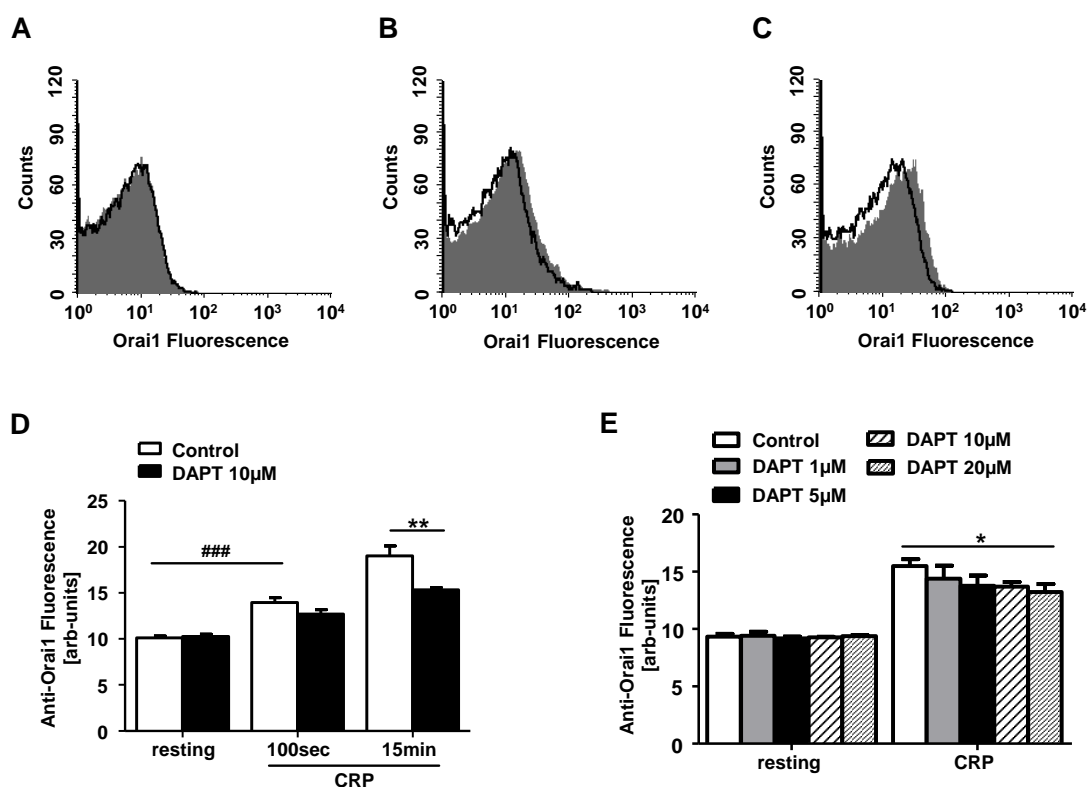 A
B
C
120
90
60
30
0
Counts
10⁰ 10¹ 10² 10³ 10⁴
Orai1 Fluorescence
120
90
60
30
0
Counts
10⁰ 10¹ 10² 10³ 10⁴
Orai1 Fluorescence
120
90
60
30
0
Counts
10⁰ 10¹ 10² 10³ 10⁴
Orai1 Fluorescence
D
Control
DAPT 10µM
Anti-Orai1 Fluorescence
[arb-units]
25
20
15
10
5
0
###
**
resting
100sec
15min
CRP
E
Control
DAPT 1µM
DAPT 5µM
DAPT 10µM
DAPT 20µM
Anti-Orai1 Fluorescence
[arb-units]
20
15
10
5
0
*
resting
CRP